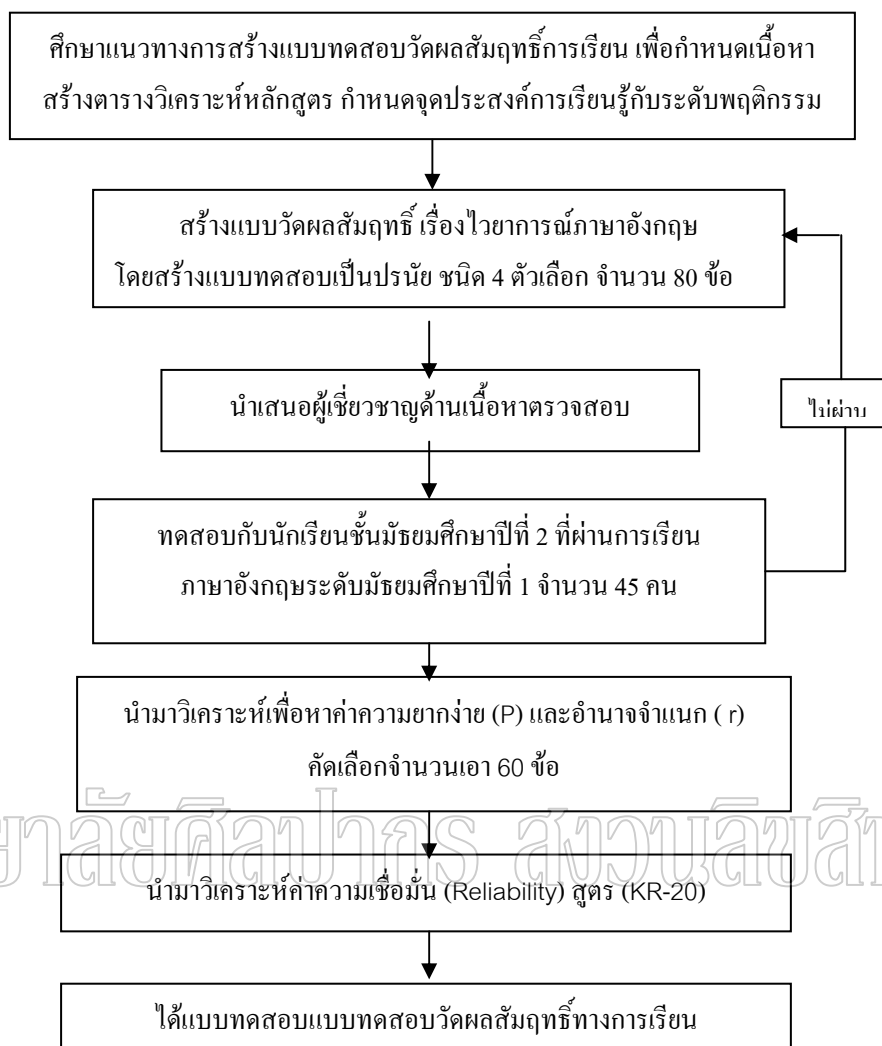 ศึกษาแนวทางการสร้างแบบทดสอบวัดผลสัมฤทธิ์การเรียน เพื่อกำหนดเนื้อหา
สร้างตารางวิเคราะห์หลักสูตร กำหนดจุดประสงค์การเรียนรู้กับระดับพฤติกรรม
สร้างแบบวัดผลสัมฤทธิ์ เรื่องไวยาการณ์ภาษาอังกฤษ
โดยสร้างแบบทดสอบเป็นปรนัย ชนิด 4 ตัวเลือก จำนวน 80 ข้อ
นำเสนอผู้เชี่ยวชาญด้านเนื้อหาตรวจสอบ
ไม่ผ่าน
ทดสอบกับนักเรียนชั้นมัธยมศึกษาปีที่ 2 ที่ผ่านการเรียน
ภาษาอังกฤษระดับมัธยมศึกษาปีที่ 1 จำนวน 45 คน
นำมาวิเคราะห์เพื่อหาค่าความยากง่าย (P) และอำนาจจำแนก ( r)
คัดเลือกจำนวนเอา 60 ข้อ
ยาลัยศิลปากร สงวนลิขสิท
นำมาวิเคราะห์ค่าความเชื่อมั่น (Reliability) สูตร (KR-20)
ได้แบบทดสอบแบบทดสอบวัดผลสัมฤทธิ์ทางการเรียน